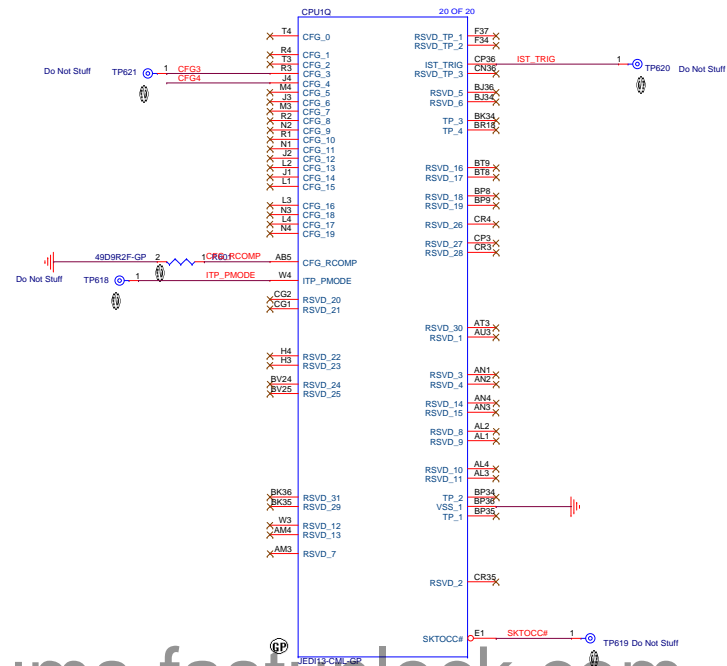 CPU1Q
20 OF 20
T4 CFG_0
R4 CFG_1
T3 CFG_2
Do Not Stuff TP621 1 CFG3 R3 CFG_3
CFG4 J4 CFG_4
M4 CFG_5
J3 CFG_6
M3 CFG_7
R2 CFG_8
N2 CFG_9
R1 CFG_10
N1 CFG_11
J2 CFG_12
L2 CFG_13
J1 CFG_14
L1 CFG_15
L3 CFG_16
N3 CFG_18
L4 CFG_17
N4 CFG_19
49D9R2F-GP 2 1 R601 CFG_RCOMP AB5 CFG_RCOMP
Do Not Stuff TP618 1 ITP_PMODE W4 ITP_PMODE
CG2 RSVD_20
CG1 RSVD_21
H4 RSVD_22
H3 RSVD_23
BV24 RSVD_24
BV25 RSVD_25
BK36 RSVD_31
BK35 RSVD_29
W3 RSVD_12
AM4 RSVD_13
AM3 RSVD_7
RSVD_TP_1 F37
RSVD_TP_2 F34
IST_TRIG CP36 IST_TRIG 1 TP620 Do Not Stuff
RSVD_TP_3 CN36
RSVD_5 BJ36
RSVD_6 BJ34
TP_3 BK34
TP_4 BR18
RSVD_16 BT9
RSVD_17 BT8
RSVD_18 BP8
RSVD_19 BP9
RSVD_26 CR4
RSVD_27 CP3
RSVD_28 CR3
RSVD_30 AT3
RSVD_1 AU3
RSVD_3 AN1
RSVD_4 AN2
RSVD_14 AN4
RSVD_15 AN3
RSVD_8 AL2
RSVD_9 AL1
RSVD_10 AL4
RSVD_11 AL3
TP_2 BP34
VSS_1 BP36
TP_1 BP35
RSVD_2 CR35
SKTOCC# E1 SKTOCC# 1 TP619 Do Not Stuff
GP
JEDI13-CML-GP